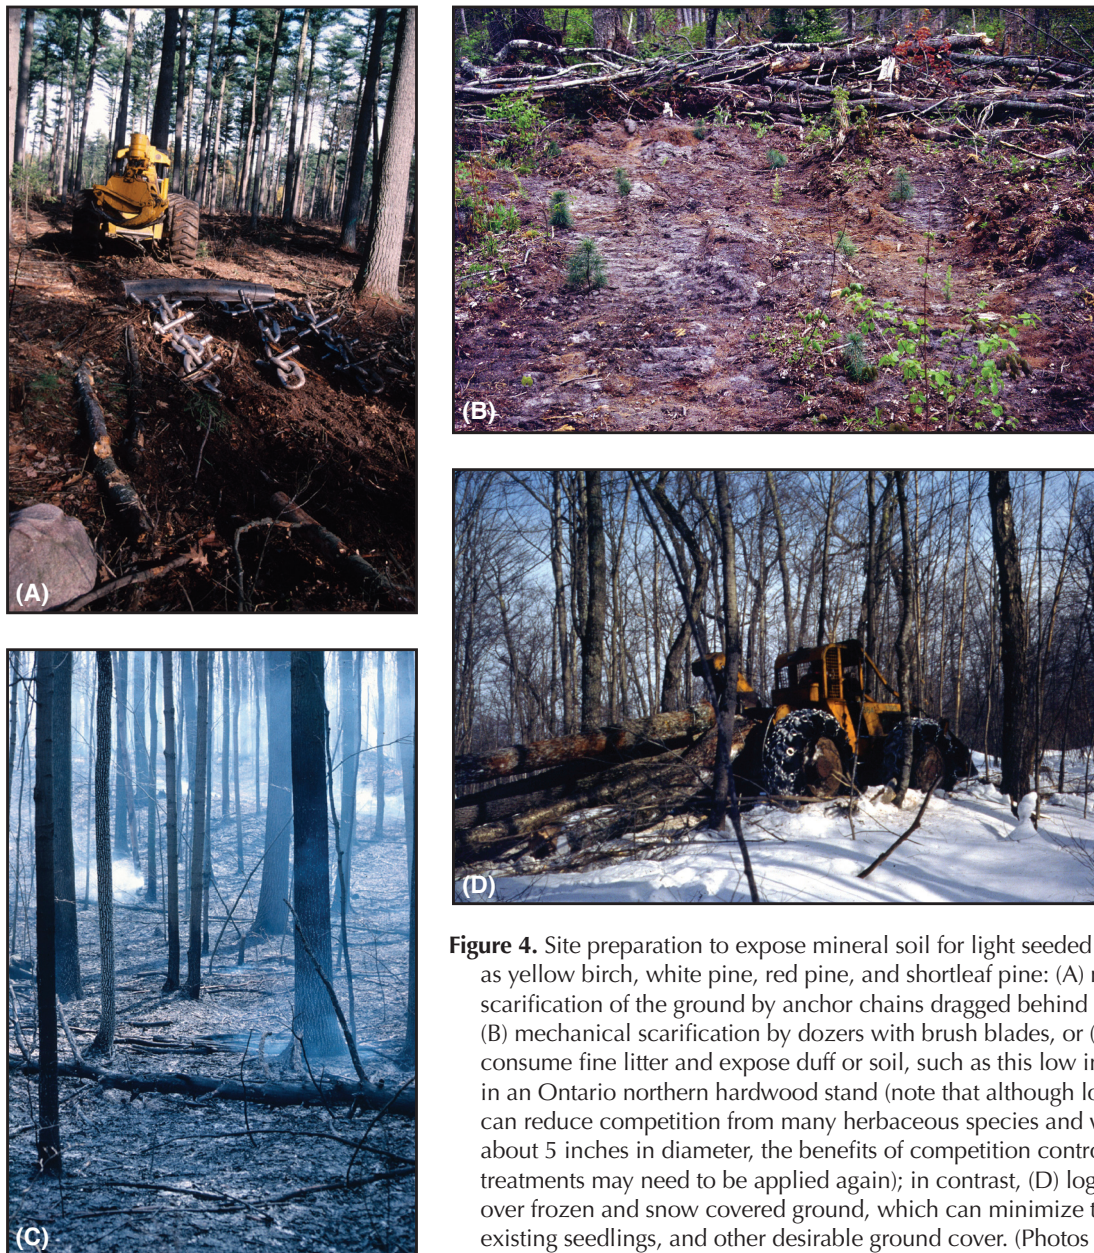 (A)
(B)
(C)
(D)
Figure 4. Site preparation to expose mineral soil for light seeded
as yellow birch, white pine, red pine, and shortleaf pine: (A)
scarification of the ground by anchor chains dragged behind
(B) mechanical scarification by dozers with brush blades, or
consume fine litter and expose duff or soil, such as this low
in an Ontario northern hardwood stand (note that although
can reduce competition from many herbaceous species and
about 5 inches in diameter, the benefits of competition
treatments may need to be applied again); in contrast, (D)
over frozen and snow covered ground, which can minimize
existing seedlings, and other desirable ground cover. (Photos